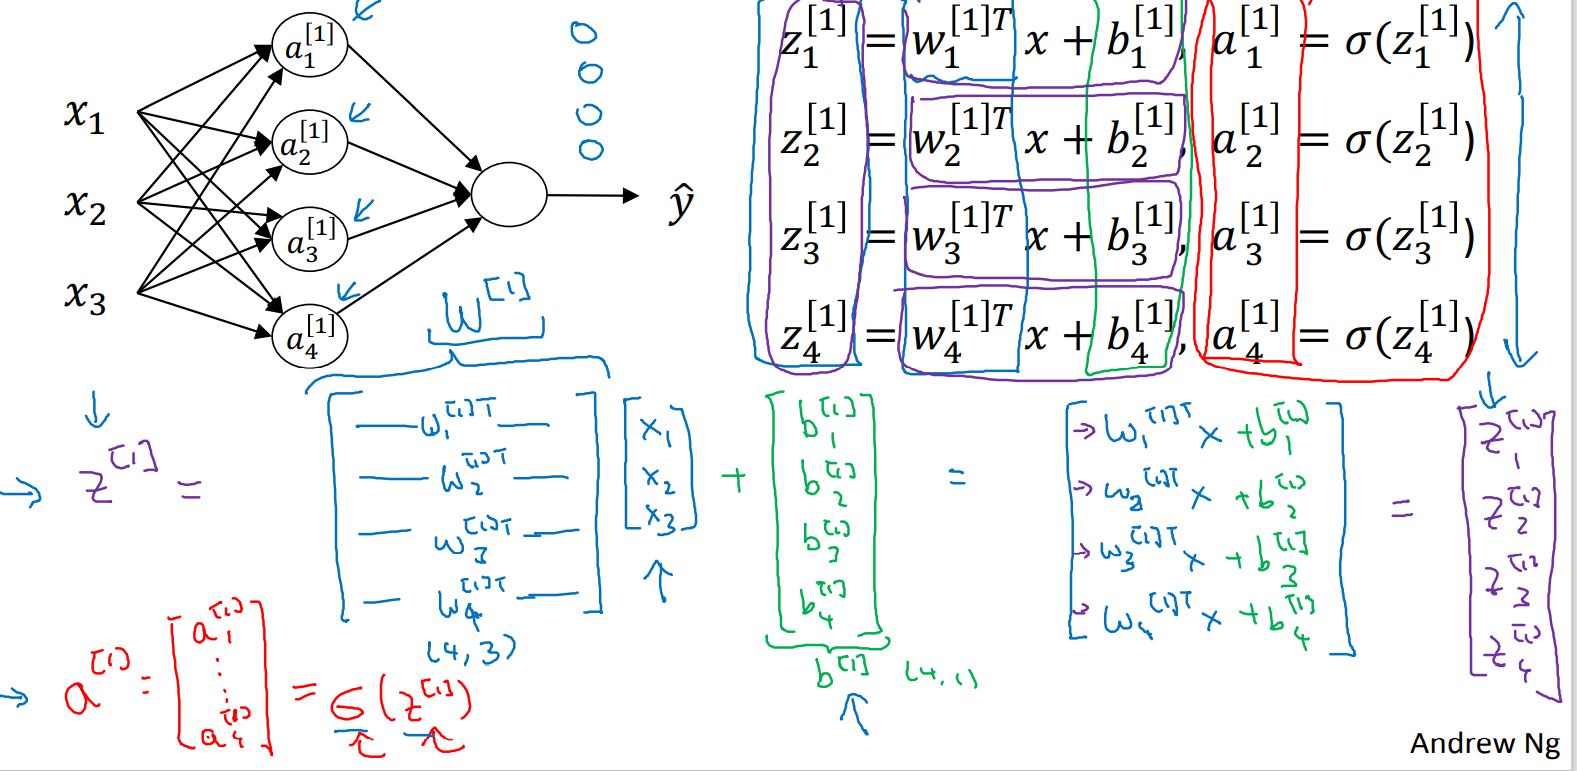 x₁
x₂
x₃
a₁^[1]
a₂^[1]
a₃^[1]
a₄^[1]
ŷ
z₁^[1] = w₁^[1]T x + b₁^[1], a₁^[1] = σ(z₁^[1])
z₂^[1] = w₂^[1]T x + b₂^[1], a₂^[1] = σ(z₂^[1])
z₃^[1] = w₃^[1]T x + b₃^[1], a₃^[1] = σ(z₃^[1])
z₄^[1] = w₄^[1]T x + b₄^[1], a₄^[1] = σ(z₄^[1])
W^[1]
z^[1] =
w₁^[1]T
w₂^[1]T
w₃^[1]T
w₄^[1]T
(4,3)
x₁
x₂
x₃
+
b₁^[1]
b₂^[1]
b₃^[1]
b₄^[1]
b^[1] (4,1)
=
→ w₁^[1]T x + b₁^[1]
→ w₂^[1]T x + b₂^[1]
→ w₃^[1]T x + b₃^[1]
→ w₄^[1]T x + b₄^[1]
=
z₁^[1]
z₂^[1]
z₃^[1]
z₄^[1]
a^[1] = [a₁^[1] ⋮ a₄^[1]] = σ(z^[1])
Andrew Ng